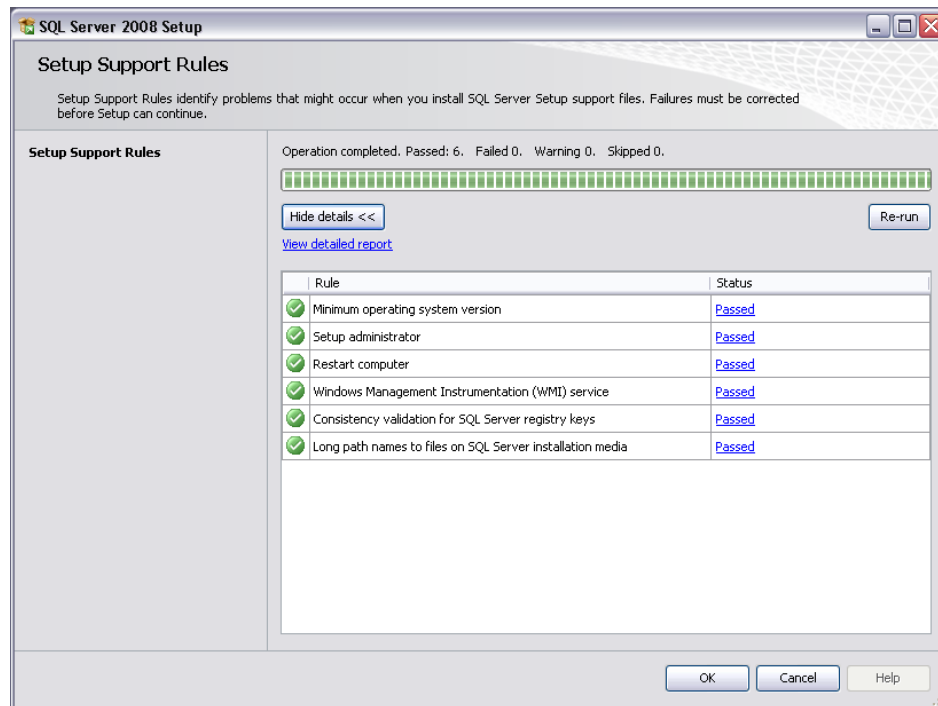 SQL Server 2008 Setup
Setup Support Rules
Setup Support Rules identify problems that might occur when you install SQL Server Setup support files. Failures must be corrected
before Setup can continue.
Setup Support Rules
Operation completed. Passed: 6. Failed 0. Warning 0. Skipped 0.
Hide details <<
Re-run
View detailed report
Rule Status
Minimum operating system version Passed
Setup administrator Passed
Restart computer Passed
Windows Management Instrumentation (WMI) service Passed
Consistency validation for SQL Server registry keys Passed
Long path names to files on SQL Server installation media Passed
OK Cancel Help